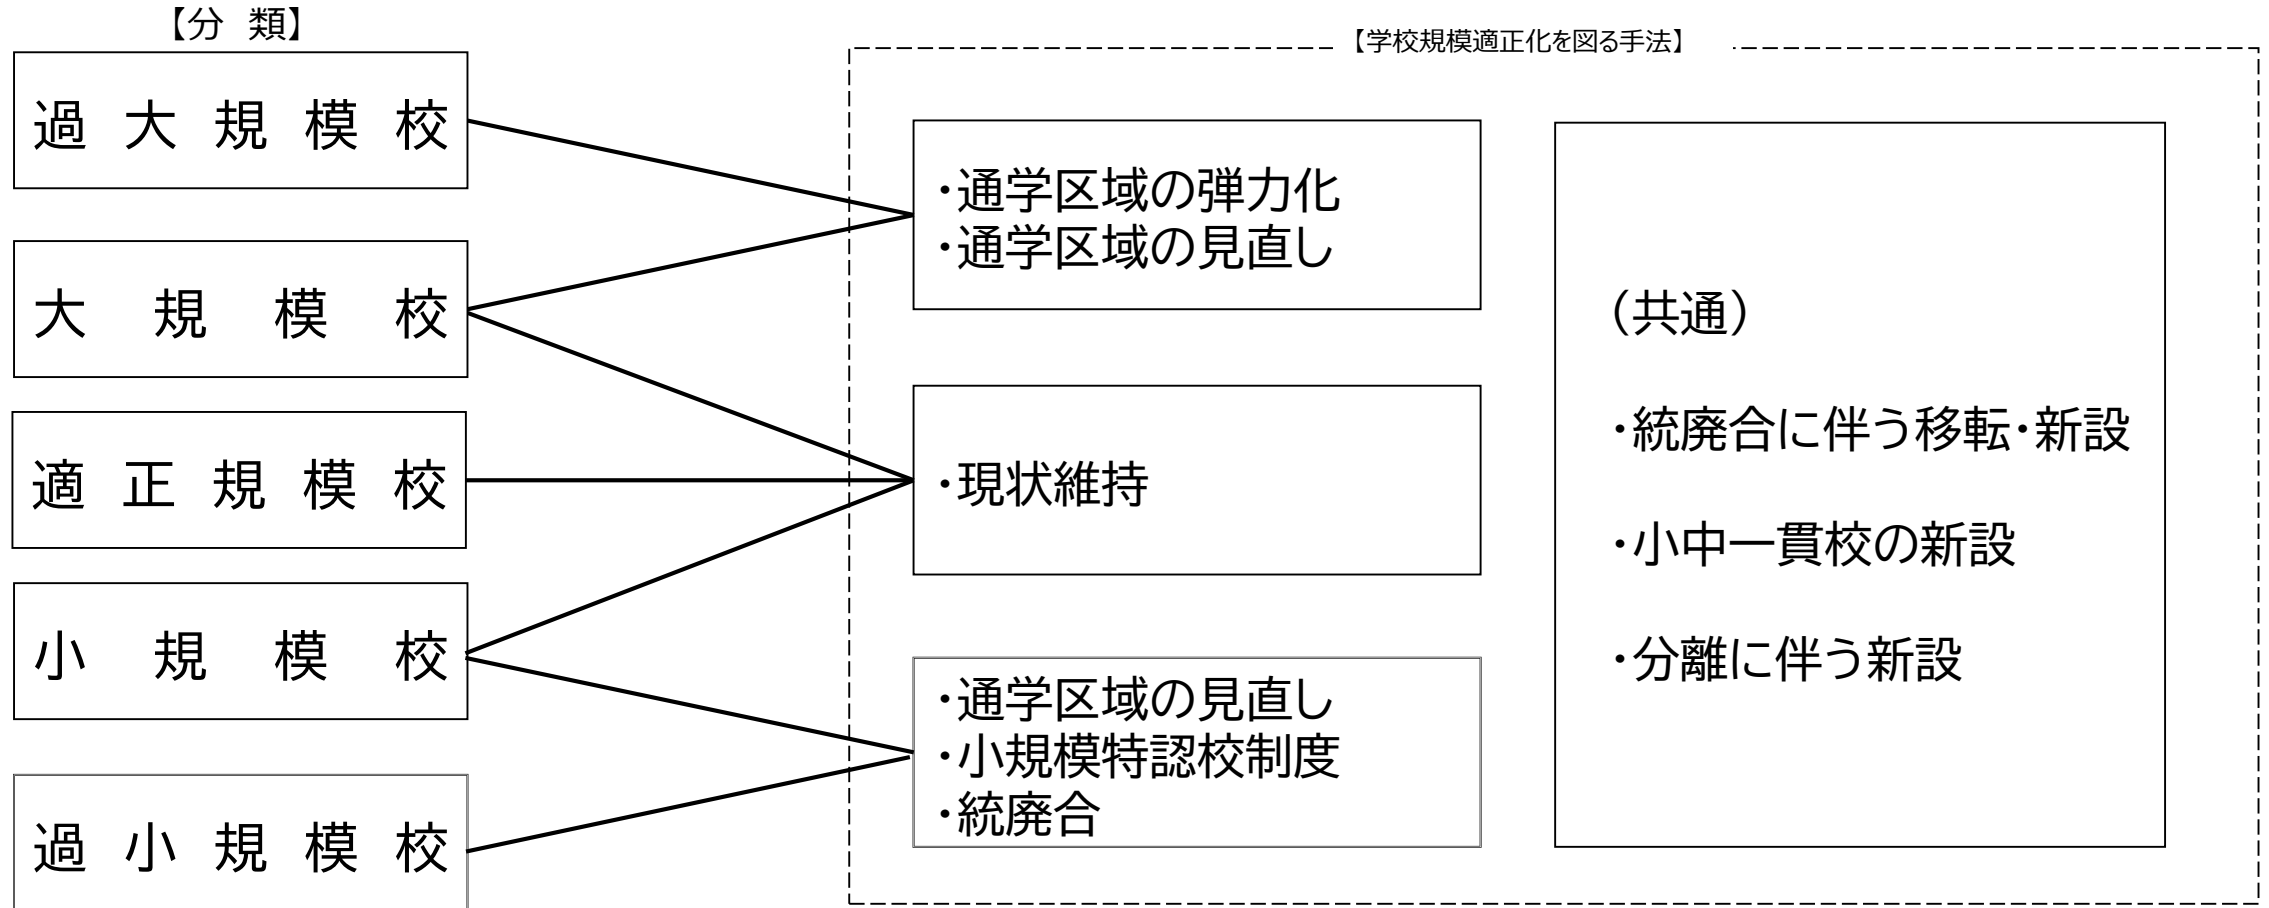 【分　類】
過大規模校
大規模校
適正規模校
小規模校
過小規模校
【学校規模適正化を図る手法】
・通学区域の弾力化
・通学区域の見直し
・現状維持
・通学区域の見直し
・小規模特認校制度
・統廃合
（共通）
・統廃合に伴う移転・新設
・小中一貫校の新設
・分離に伴う新設